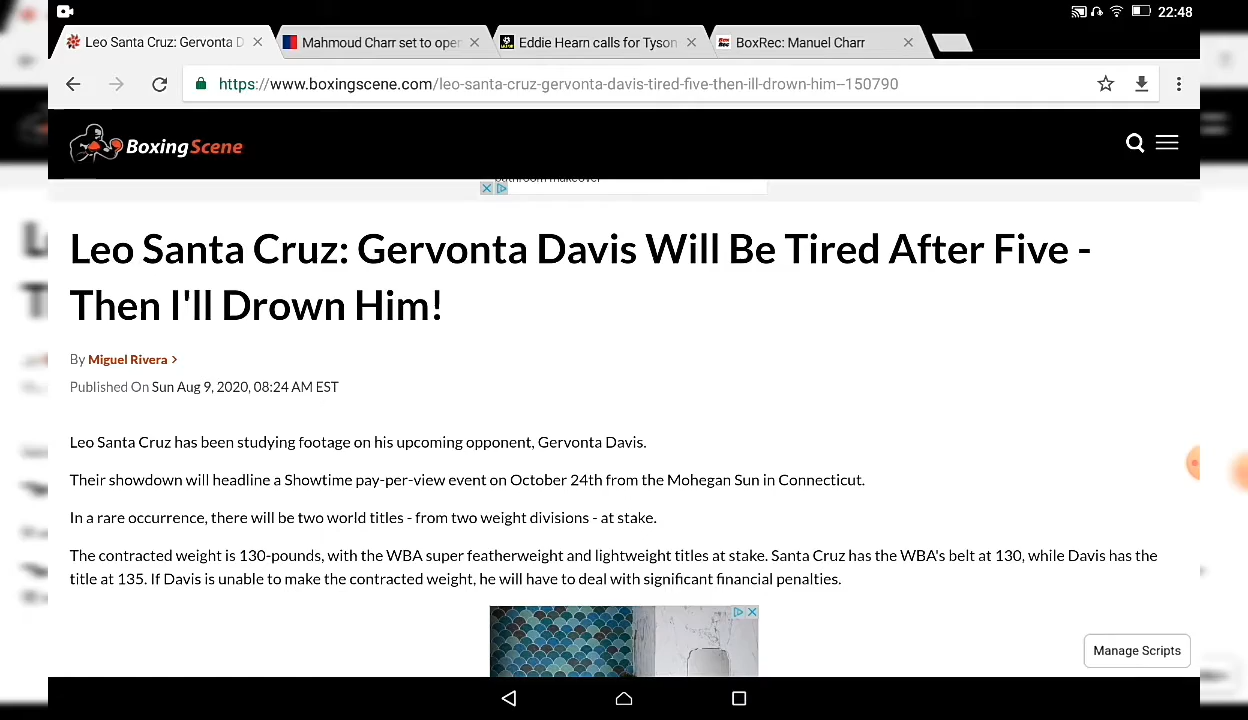 22:48
Leo Santa Cruz: Gervonta D
Mahmoud Charr set to oper
Eddie Hearn calls for Tyson
BoxRec: Manuel Charr
https://www.boxingscene.com/leo-santa-cruz-gervonta-davis-tired-five-then-ill-drown-him--150790
BoxingScene
bathroom makeover
Leo Santa Cruz: Gervonta Davis Will Be Tired After Five -
Then I'll Drown Him!
By Miguel Rivera >
Published On Sun Aug 9, 2020, 08:24 AM EST
Leo Santa Cruz has been studying footage on his upcoming opponent, Gervonta Davis.
Their showdown will headline a Showtime pay-per-view event on October 24th from the Mohegan Sun in Connecticut.
In a rare occurrence, there will be two world titles - from two weight divisions - at stake.
The contracted weight is 130-pounds, with the WBA super featherweight and lightweight titles at stake. Santa Cruz has the WBA's belt at 130, while Davis has the
title at 135. If Davis is unable to make the contracted weight, he will have to deal with significant financial penalties.
Manage Scripts